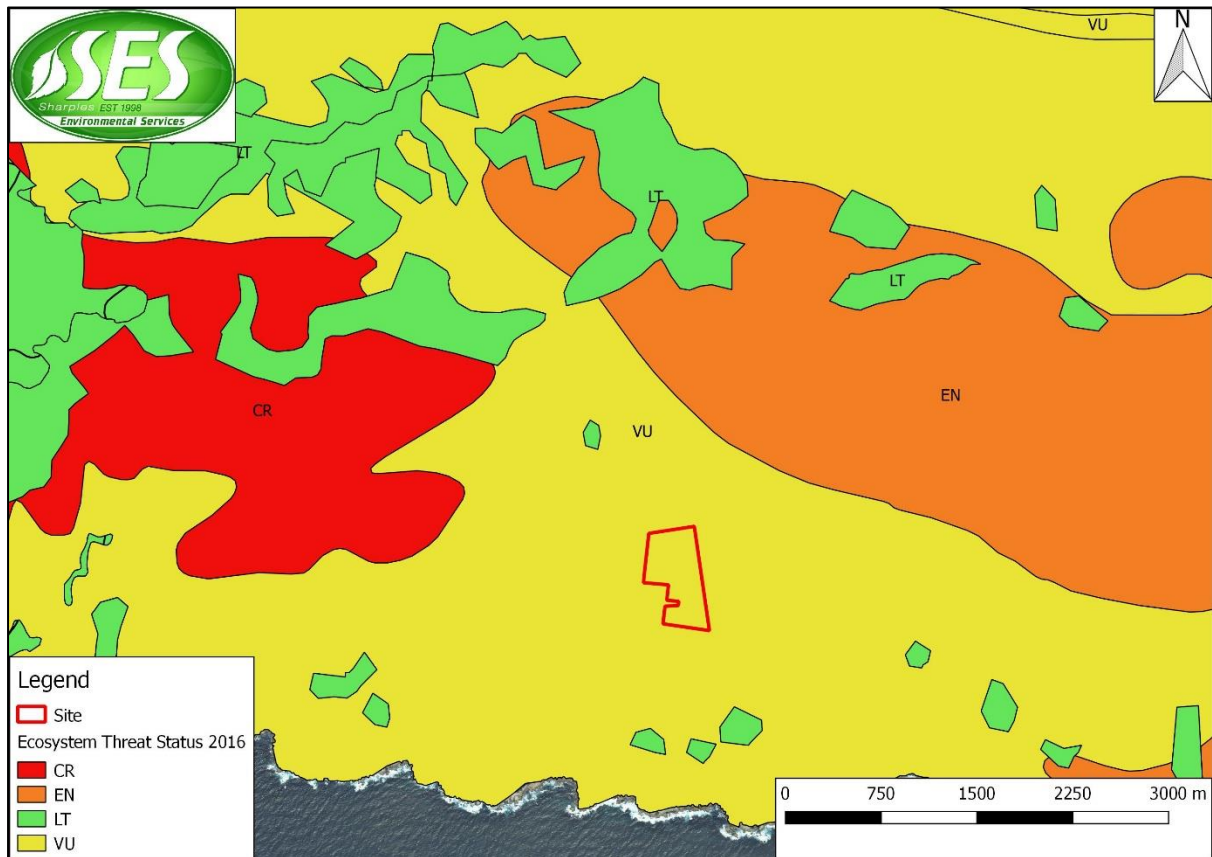 SES
Sharples EST 1998
Environmental Services
VU
N
LT
LT
LT
EN
CR
VU
Legend
Site
Ecosystem Threat Status 2016
CR
EN
LT
VU
0 750 1500 2250 3000 m